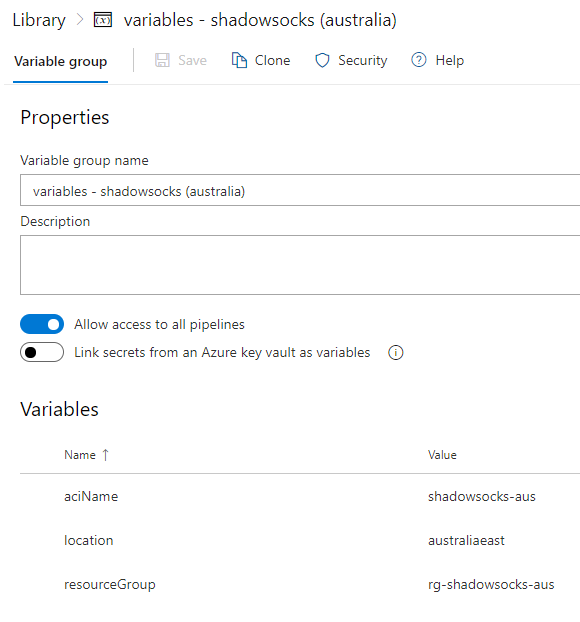 Library > (x) variables - shadowsocks (australia)
Variable group Save Clone Security Help
Properties
Variable group name
variables - shadowsocks (australia)
Description
Allow access to all pipelines
Link secrets from an Azure key vault as variables
Variables
Name ↑ Value
aciName shadowsocks-aus
location australiaeast
resourceGroup rg-shadowsocks-aus